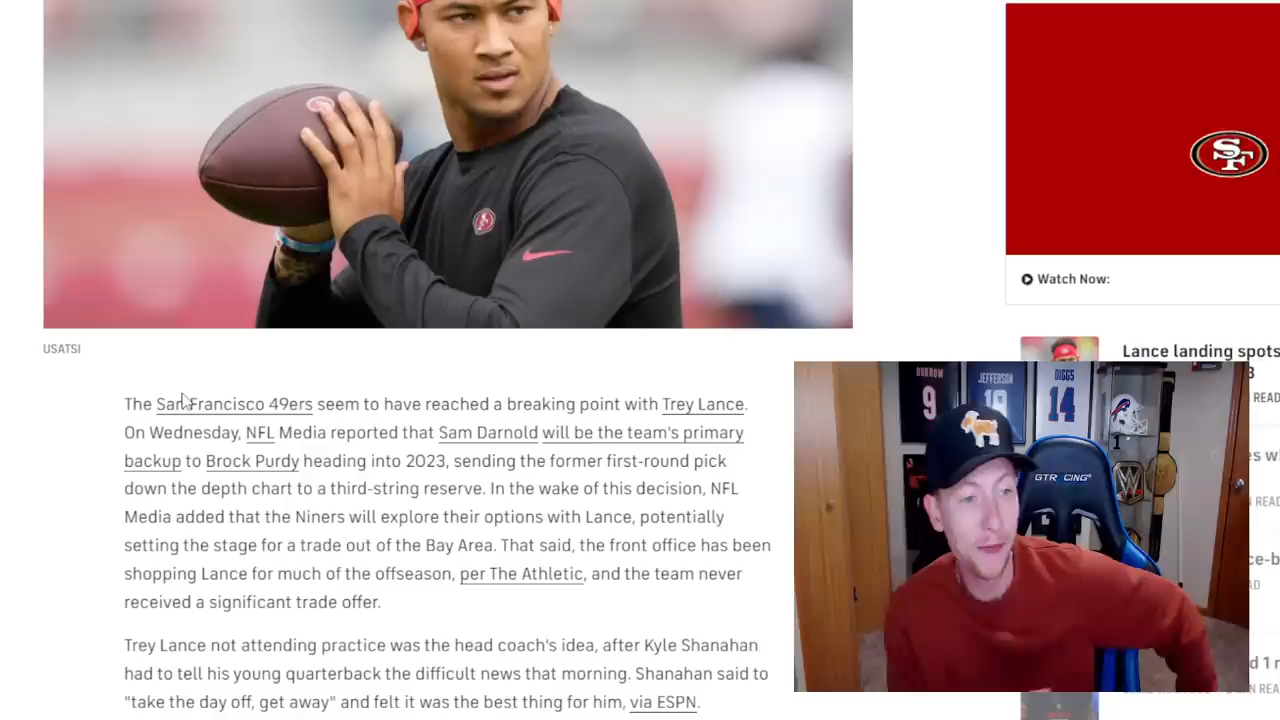 SF
Watch Now:
USATSI
Lance landing spots
The San Francisco 49ers seem to have reached a breaking point with Trey Lance.
On Wednesday, NFL Media reported that Sam Darnold will be the team's primary
backup to Brock Purdy heading into 2023, sending the former first-round pick
down the depth chart to a third-string reserve. In the wake of this decision, NFL
Media added that the Niners will explore their options with Lance, potentially
setting the stage for a trade out of the Bay Area. That said, the front office has been
shopping Lance for much of the offseason, per The Athletic, and the team never
received a significant trade offer.
Trey Lance not attending practice was the head coach's idea, after Kyle Shanahan
had to tell his young quarterback the difficult news that morning. Shanahan said to
"take the day off, get away" and felt it was the best thing for him, via ESPN.
BURROW
9
JEFFERSON
18
DIGGS
14
GTRACING
READ